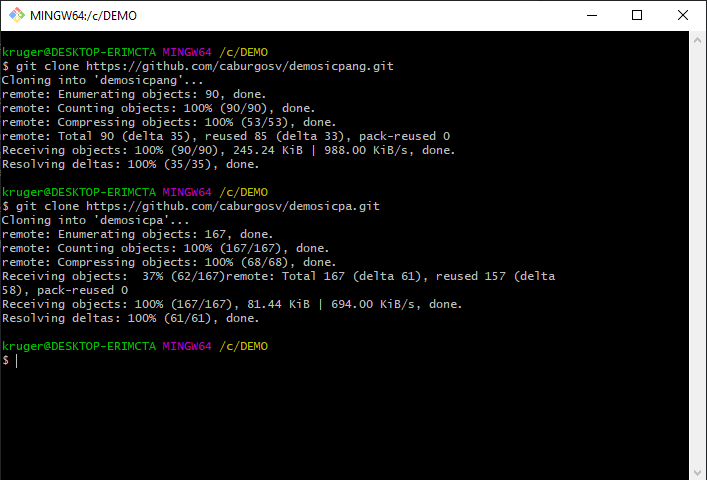 MINGW64:/c/DEMO
kruger@DESKTOP-ERIMCTA MINGW64 /c/DEMO
$ git clone https://github.com/caburgosv/demosicpang.git
Cloning into 'demosicpang'...
remote: Enumerating objects: 90, done.
remote: Counting objects: 100% (90/90), done.
remote: Compressing objects: 100% (53/53), done.
remote: Total 90 (delta 35), reused 85 (delta 33), pack-reused 0
Receiving objects: 100% (90/90), 245.24 KiB | 988.00 KiB/s, done.
Resolving deltas: 100% (35/35), done.
kruger@DESKTOP-ERIMCTA MINGW64 /c/DEMO
$ git clone https://github.com/caburgosv/demosicpa.git
Cloning into 'demosicpa'...
remote: Enumerating objects: 167, done.
remote: Counting objects: 100% (167/167), done.
remote: Compressing objects: 100% (68/68), done.
Receiving objects:  37% (62/167)remote: Total 167 (delta 61), reused 157 (delta
58), pack-reused 0
Receiving objects: 100% (167/167), 81.44 KiB | 694.00 KiB/s, done.
Resolving deltas: 100% (61/61), done.
kruger@DESKTOP-ERIMCTA MINGW64 /c/DEMO
$